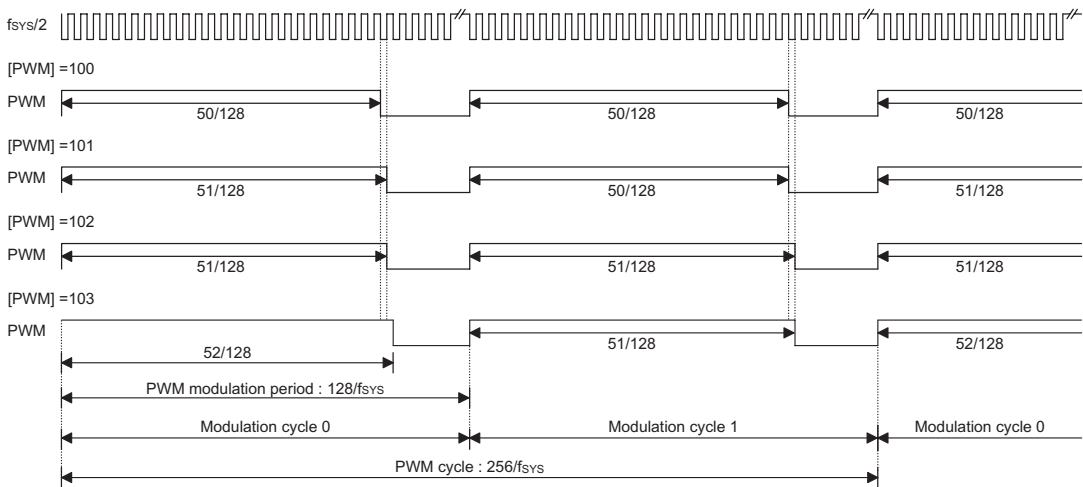 fSYS/2
[PWM] =100
PWM
50/128 50/128 50/128
[PWM] =101
PWM
51/128 50/128 51/128
[PWM] =102
PWM
51/128 51/128 51/128
[PWM] =103
PWM
52/128 51/128 52/128
PWM modulation period : 128/fSYS
Modulation cycle 0 Modulation cycle 1 Modulation cycle 0
PWM cycle : 256/fSYS